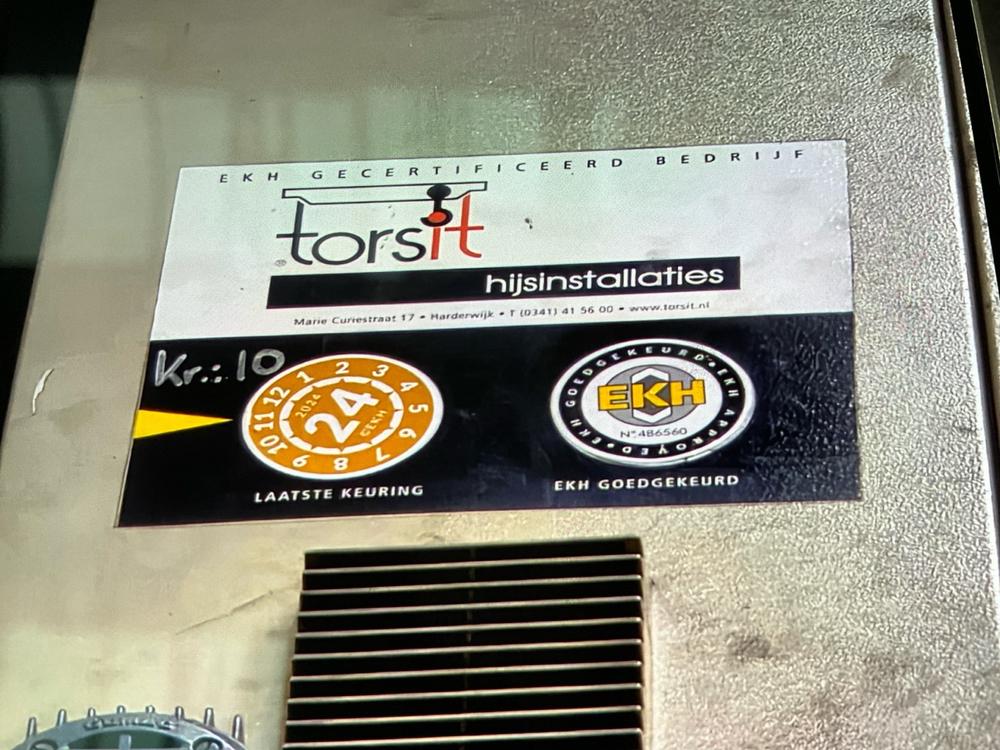 EKH GECERTIFICEERD BEDRIJF
torsit
hijsinstallaties
Marie Curiestraat 17 • Harderwijk • T (0341) 41 56 00 • www.torsit.nl
Kr.: 10
1 2 3 4 5 6 7 8 9 10 11 12
2024
24
EKH
LAATSTE KEURING
EKH GOEDGEKEURD • EKH APPROVED •
EKH
N° 486560
EKH GOEDGEKEURD